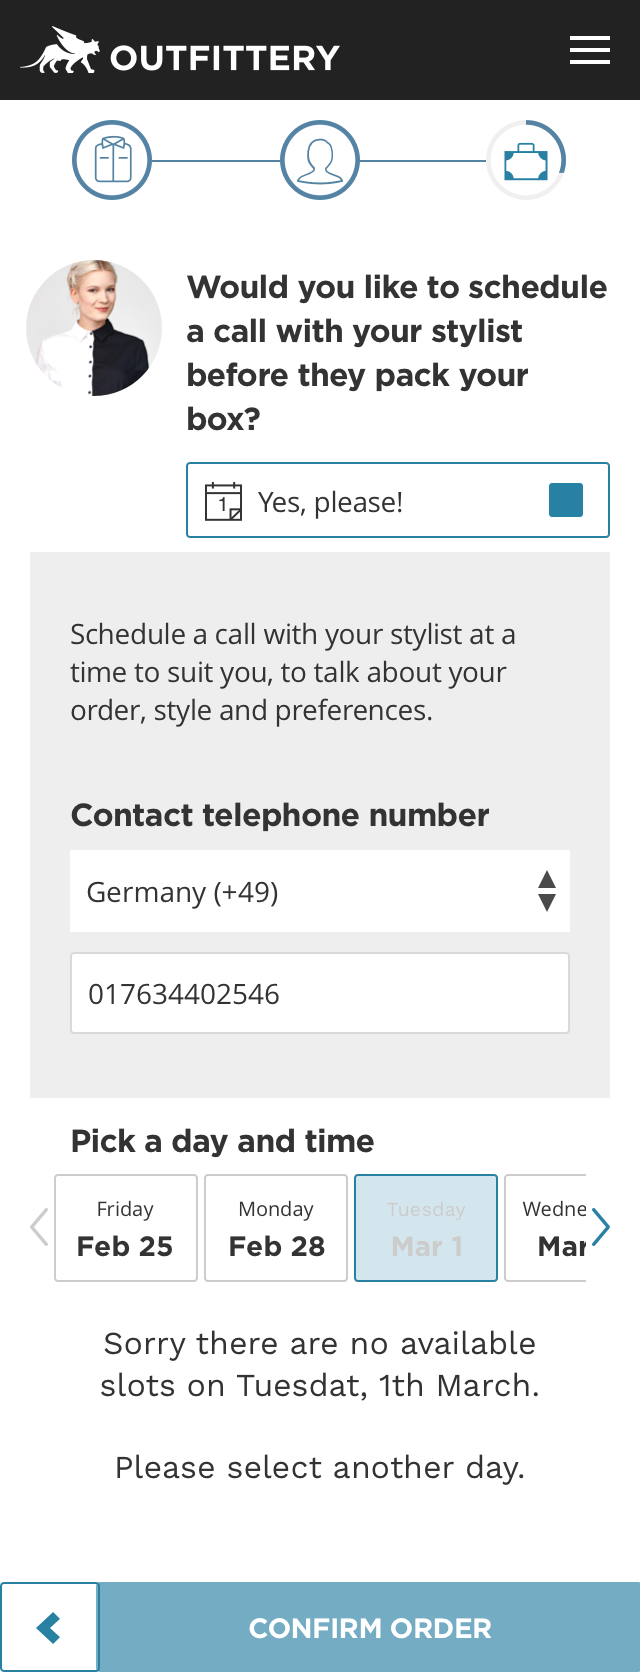 OUTFITTERY
Would you like to schedule
a call with your stylist
before they pack your
box?
1 Yes, please!
Schedule a call with your stylist at a
time to suit you, to talk about your
order, style and preferences.
Contact telephone number
Germany (+49)
017634402546
Pick a day and time
Friday Monday Tuesday Wedne
Feb 25 Feb 28 Mar 1 Mar
Sorry there are no available
slots on Tuesdat, 1th March.
Please select another day.
CONFIRM ORDER